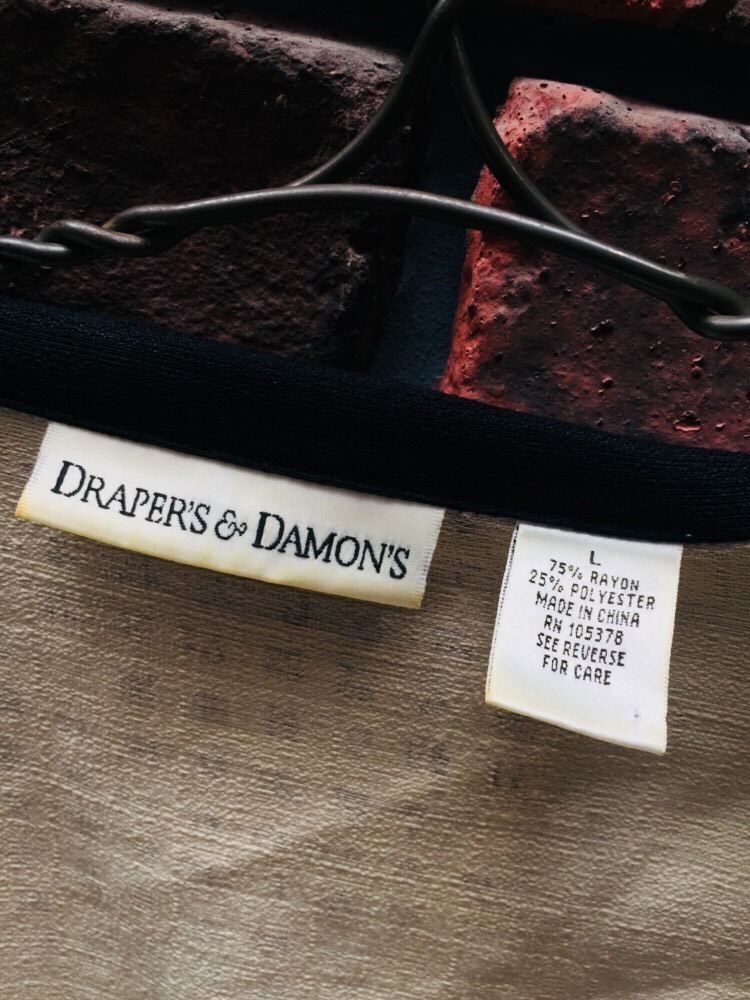 DRAPER'S & DAMON'S
L
75% RAYON
25% POLYESTER
MADE IN CHINA
RN 105378
SEE REVERSE
FOR CARE